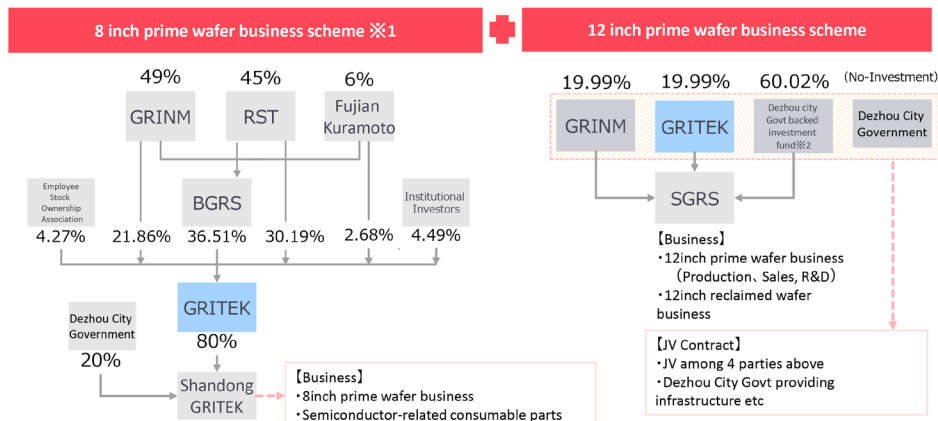 8 inch prime wafer business scheme ※1
12 inch prime wafer business scheme
49%
45%
6%
GRINM
RST
Fujian
Kuramoto
BGRS
Employee
Stock
Ownership
Association
Institutional
Investors
4.27%
21.86%
36.51%
30.19%
2.68%
4.49%
GRITEK
Dezhou City
Government
20%
80%
Shandong
GRITEK
【Business】
・8inch prime wafer business
・Semiconductor-related consumable parts
19.99%
19.99%
60.02%
(No-Investment)
GRINM
GRITEK
Dezhou city
Govt backed
investment
fund※2
Dezhou City
Government
SGRS
【Business】
・12inch prime wafer business
（Production、Sales, R&D）
・12inch reclaimed wafer
business
【JV Contract】
・JV among 4 parties above
・Dezhou City Govt providing
infrastructure etc